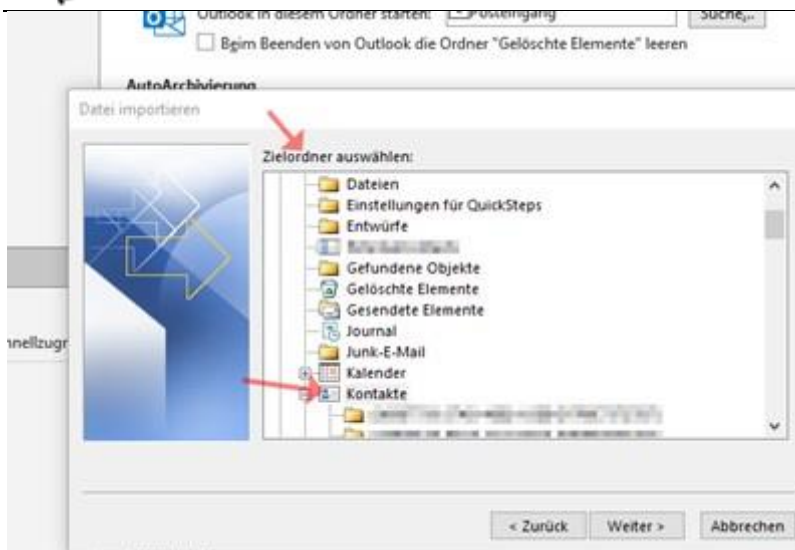 Outlook in diesem Ordner starten: Posteingang Suche...
Beim Beenden von Outlook die Ordner "Gelöschte Elemente" leeren
AutoArchivierung
Datei importieren
Zielordner auswählen:
Dateien
Einstellungen für QuickSteps
Entwürfe
Gefundene Objekte
Gelöschte Elemente
Gesendete Elemente
Journal
Junk-E-Mail
nnellzugr
Kalender
Kontakte
< Zurück Weiter > Abbrechen